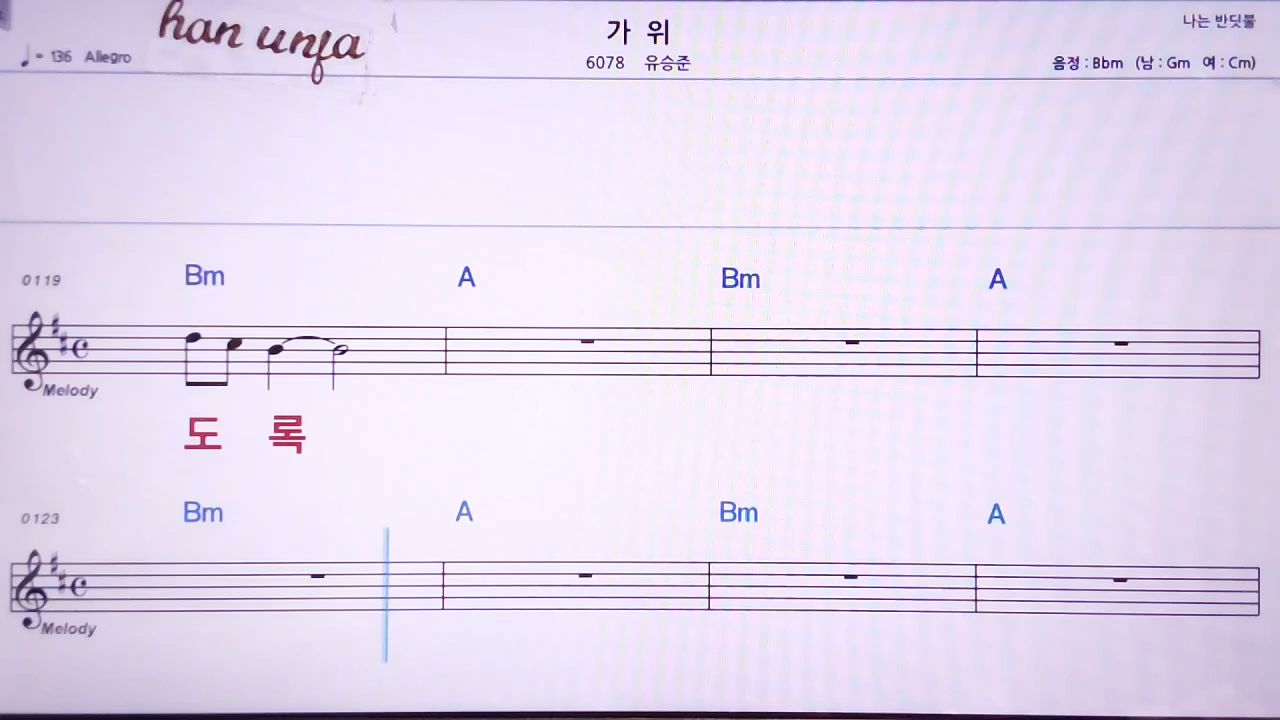 han unja
가 위
나는 반딧불
♩= 136 Allegro
6078 유승준
음정 : Bbm (남 : Gm 여 : Cm)
0119 Bm A Bm A
Melody
도 록
0123 Bm A Bm A
Melody